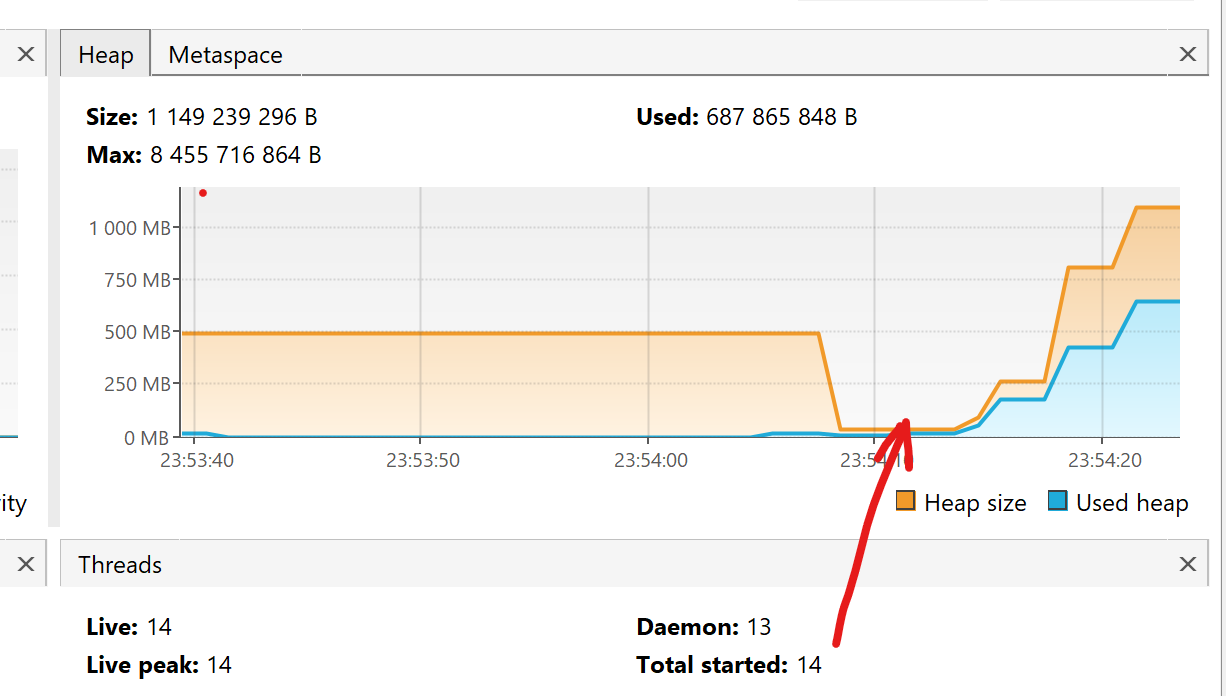 Heap Metaspace
Size: 1 149 239 296 B Used: 687 865 848 B
Max: 8 455 716 864 B
1 000 MB
750 MB
500 MB
250 MB
0 MB
23:53:40 23:53:50 23:54:00 23:54:1 23:54:20
ity
Heap size Used heap
Threads
Live: 14 Daemon: 13
Live peak: 14 Total started: 14